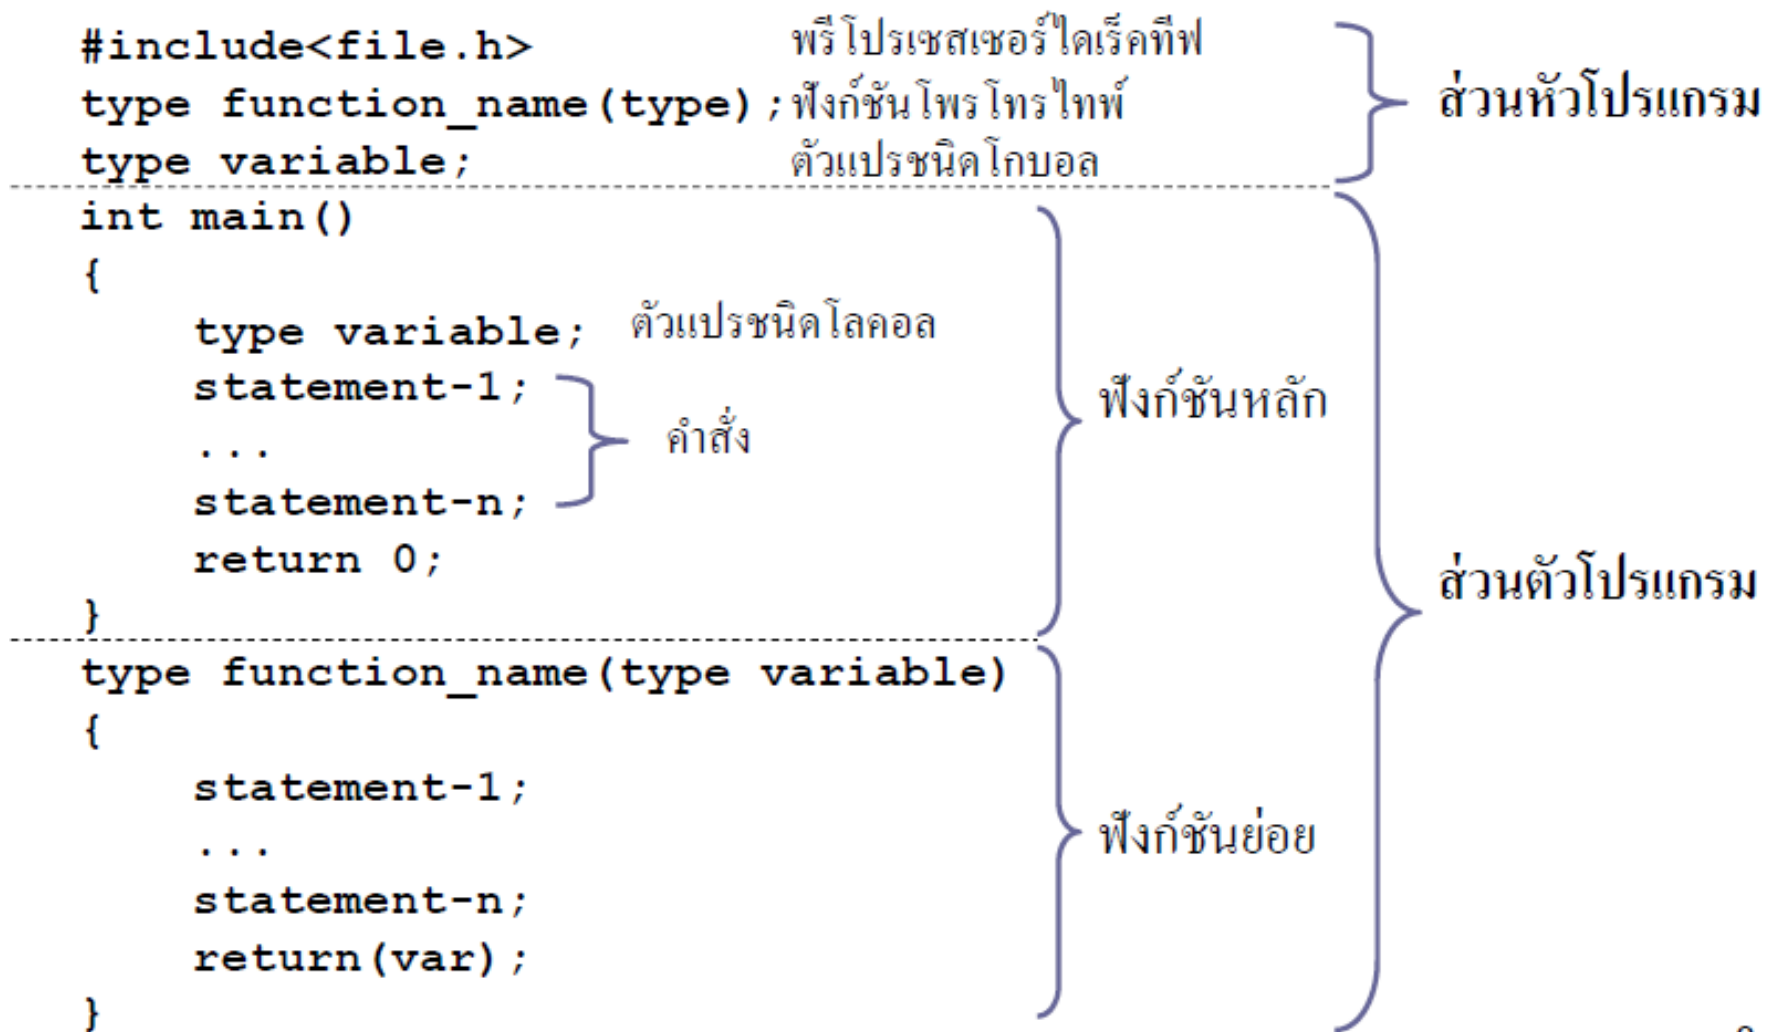 #include<file.h> พรีโปรเซสเซอร์ไดเร็คทีฟ
type function_name(type); ฟังก์ชันโพรโทรไทพ์
ส่วนหัวโปรแกรม
type variable; ตัวแปรชนิดโกบอล
int main()
{
type variable; ตัวแปรชนิดโลคอล
statement-1;
ฟังก์ชันหลัก
... คำสั่ง
statement-n;
return 0;
ส่วนตัวโปรแกรม
}
type function_name(type variable)
{
statement-1;
...
ฟังก์ชันย่อย
statement-n;
return(var);
}